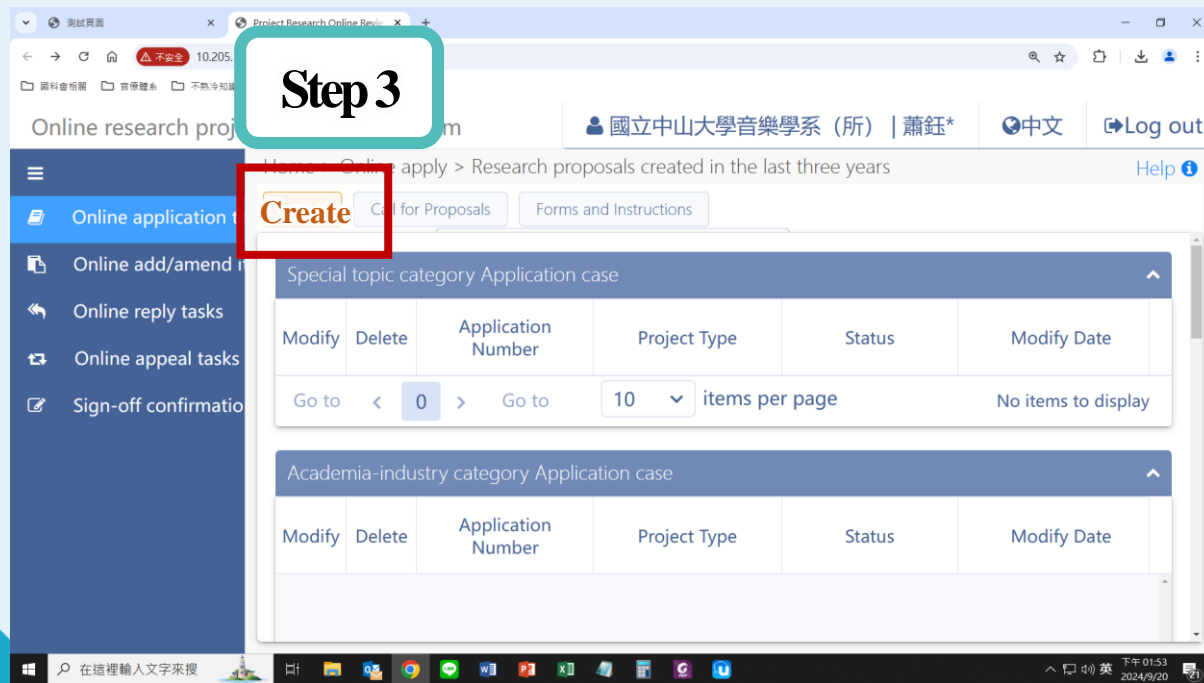 測試頁面
Project Research Online Revie
不安全 10.205.
國科會相關 官僚體系 不熟冷知識
Step 3
Online research proj m 國立中山大學音樂學系（所） | 蕭鈺* 中文 Log out
Home > Online apply > Research proposals created in the last three years Help
Create Call for Proposals Forms and Instructions
Online application t
Online add/amend it
Online reply tasks
Online appeal tasks
Sign-off confirmatio
Special topic category Application case
Modify Delete Application Number Project Type Status Modify Date
Go to 0 Go to 10 items per page No items to display
Academia-industry category Application case
Modify Delete Application Number Project Type Status Modify Date
在這裡輸入文字來搜
英 下午 01:53
2024/9/20